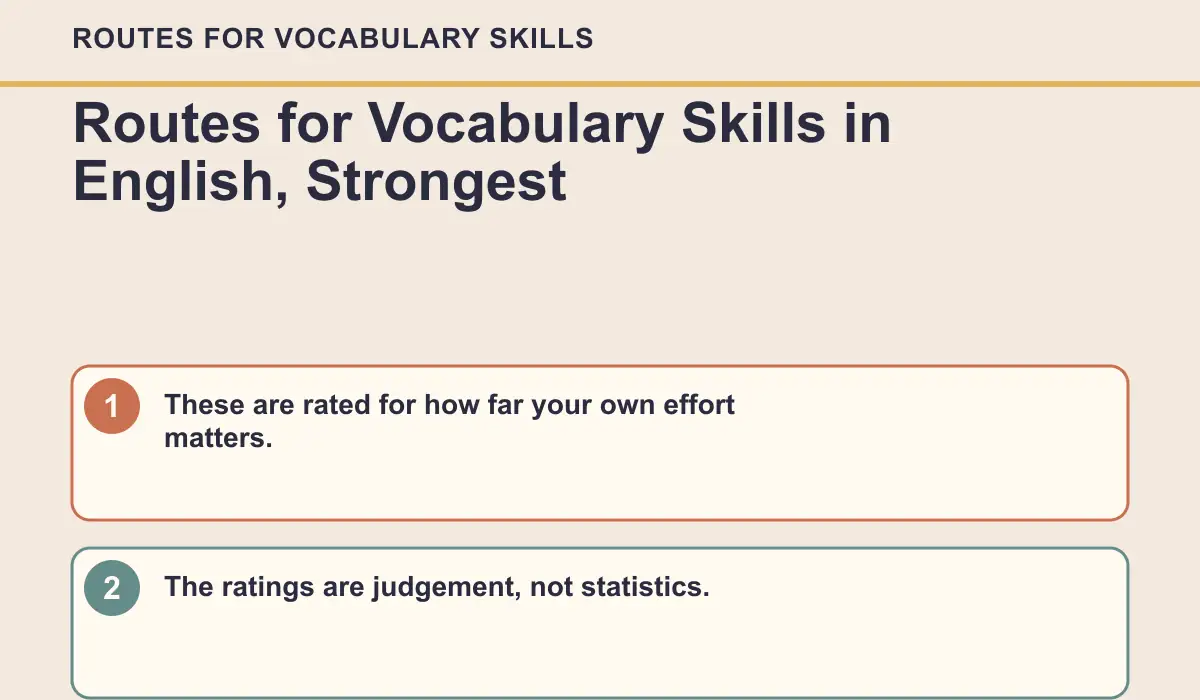 ROUTES FOR VOCABULARY SKILLS
Routes for Vocabulary Skills in
English, Strongest
1
These are rated for how far your own effort
matters.
2
The ratings are judgement, not statistics.